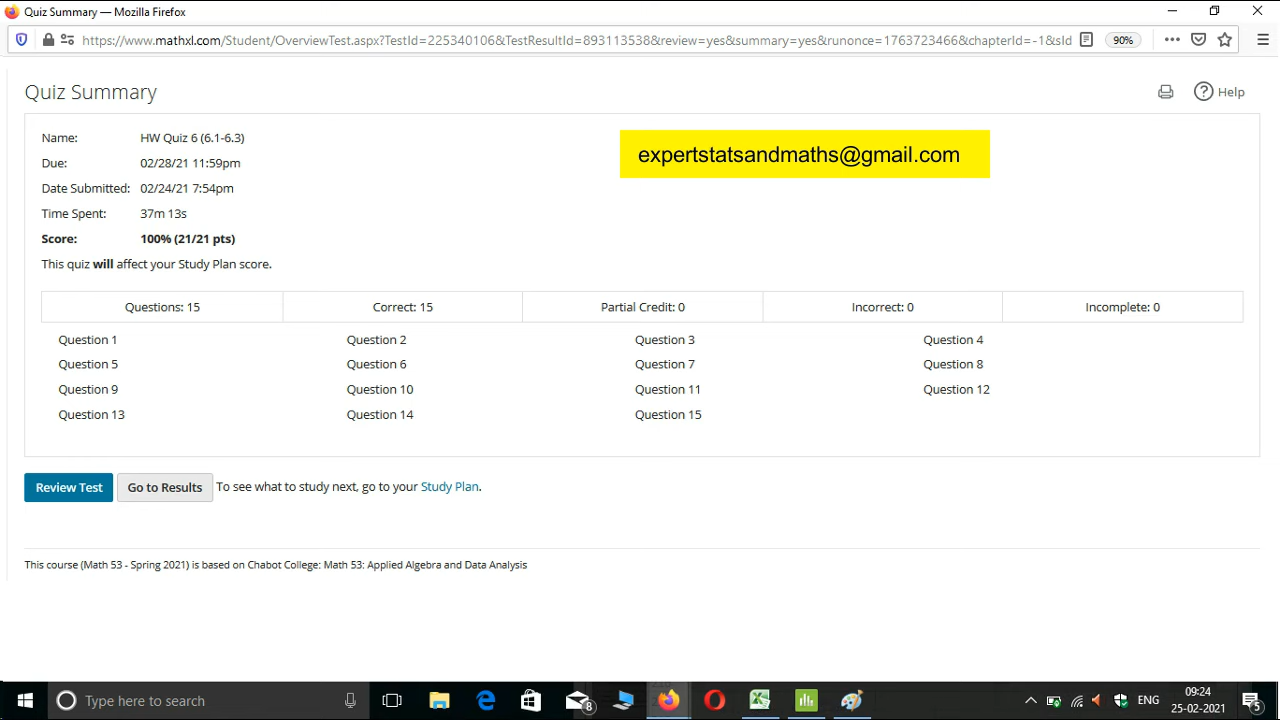 Quiz Summary — Mozilla Firefox
https://www.mathxl.com/Student/OverviewTest.aspx?TestId=225340106&TestResultId=893113538&review=yes&summary=yes&runonce=1763723466&chapterId=-1&sId
90%
Quiz Summary
Help
Name: HW Quiz 6 (6.1-6.3)
expertstatsandmaths@gmail.com
Due: 02/28/21 11:59pm
Date Submitted: 02/24/21 7:54pm
Time Spent: 37m 13s
Score: 100% (21/21 pts)
This quiz will affect your Study Plan score.
Questions: 15 Correct: 15 Partial Credit: 0 Incorrect: 0 Incomplete: 0
Question 1 Question 2 Question 3 Question 4
Question 5 Question 6 Question 7 Question 8
Question 9 Question 10 Question 11 Question 12
Question 13 Question 14 Question 15
Review Test Go to Results To see what to study next, go to your Study Plan.
This course (Math 53 - Spring 2021) is based on Chabot College: Math 53: Applied Algebra and Data Analysis
Type here to search
8
ENG
09:24
25-02-2021
5